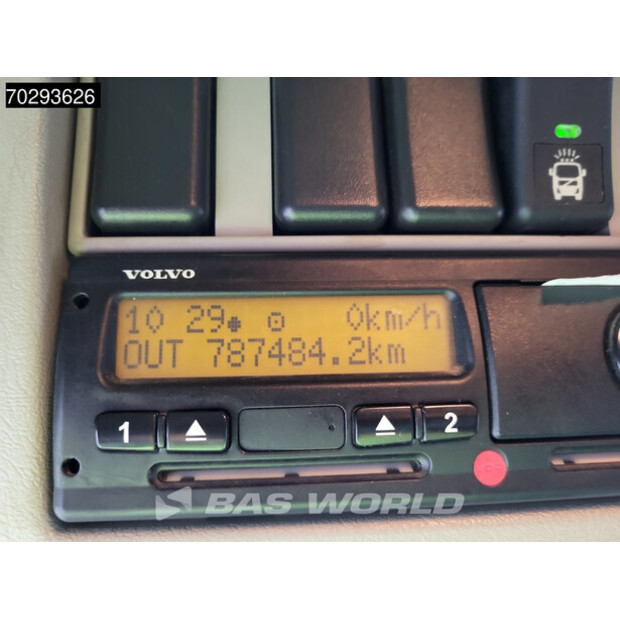 70293626
VOLVO
10 29 0km/h
OUT 787484.2km
1 2
BAS WORLD